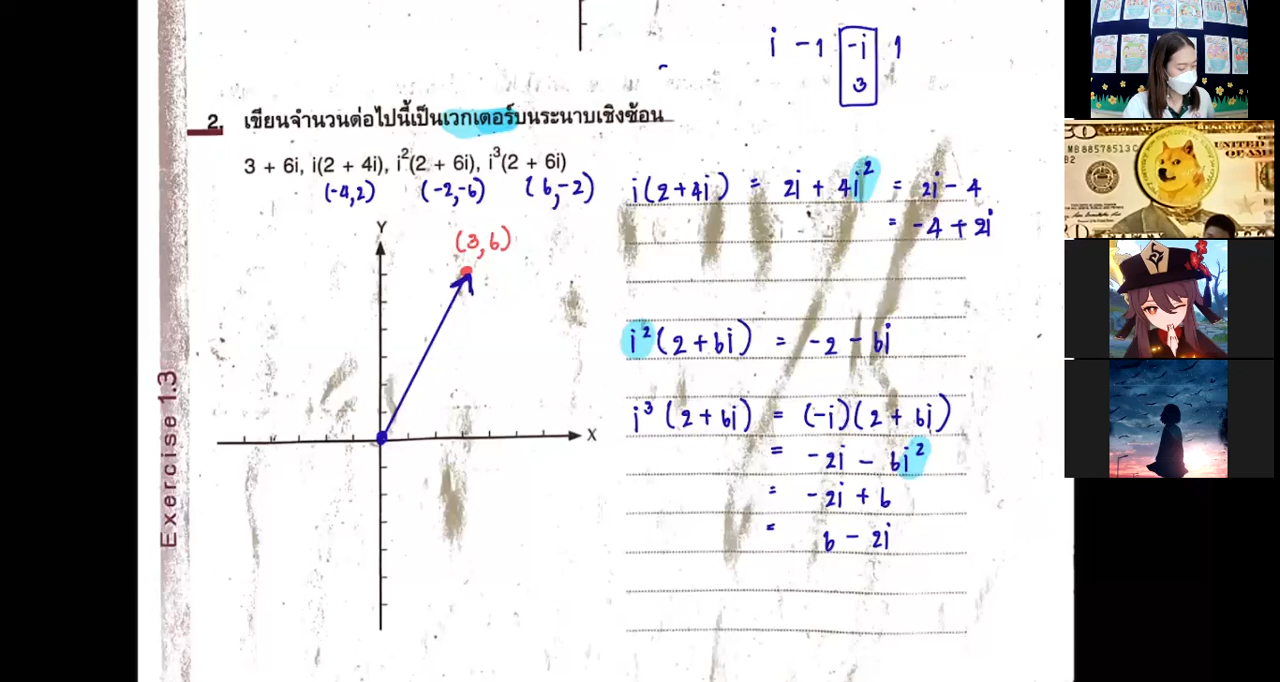 i -1 -i 1
3
2. เขียนจำนวนต่อไปนี้เป็นเวกเตอร์บนระนาบเชิงซ้อน
3 + 6i, i(2 + 4i), i²(2 + 6i), i³(2 + 6i)
(-4,2) (-2,-6) (6,-2)
i(2+4i) = 2i + 4i² = 2i - 4
= -4 + 2i
Y
(3,6)
X
i²(2+6i) = -2 - 6i
i³(2+6i) = (-i)(2 + 6i)
= -2i - 6i²
= -2i + 6
= 6 - 2i
Exercise 1.3
MB88578513